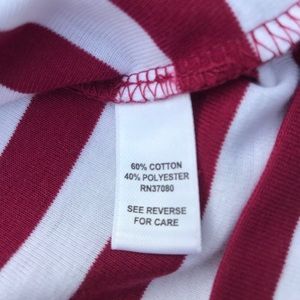 60% COTTON
40% POLYESTER
RN37080
SEE REVERSE
FOR CARE